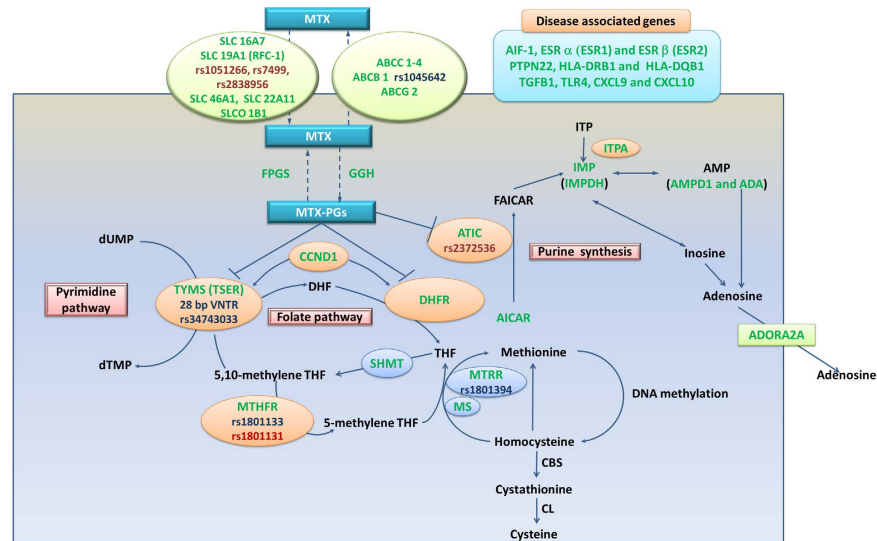 MTX
Disease associated genes
SLC 16A7
SLC 19A1 (RFC-1)
rs1051266, rs7499,
rs2838956
SLC 46A1, SLC 22A11
SLCO 1B1
ABCC 1-4
ABCB 1 rs1045642
ABCG 2
AIF-1, ESR α (ESR1) and ESR β (ESR2)
PTPN22, HLA-DRB1 and HLA-DQB1
TGFB1, TLR4, CXCL9 and CXCL10
MTX
FPGS
GGH
MTX-PGs
ITP
ITPA
IMP
(IMPDH)
AMP
(AMPD1 and ADA)
FAICAR
ATIC
rs2372536
Purine synthesis
Inosine
Adenosine
dUMP
CCND1
TYMS (TSER)
28 bp VNTR
rs34743033
DHF
DHFR
Pyrimidine
pathway
Folate pathway
AICAR
ADORA2A
Adenosine
dTMP
SHMT
THF
Methionine
5,10-methylene THF
MTRR
rs1801394
MS
DNA methylation
MTHFR
rs1801133
rs1801131
5-methylene THF
Homocysteine
CBS
Cystathionine
CL
Cysteine